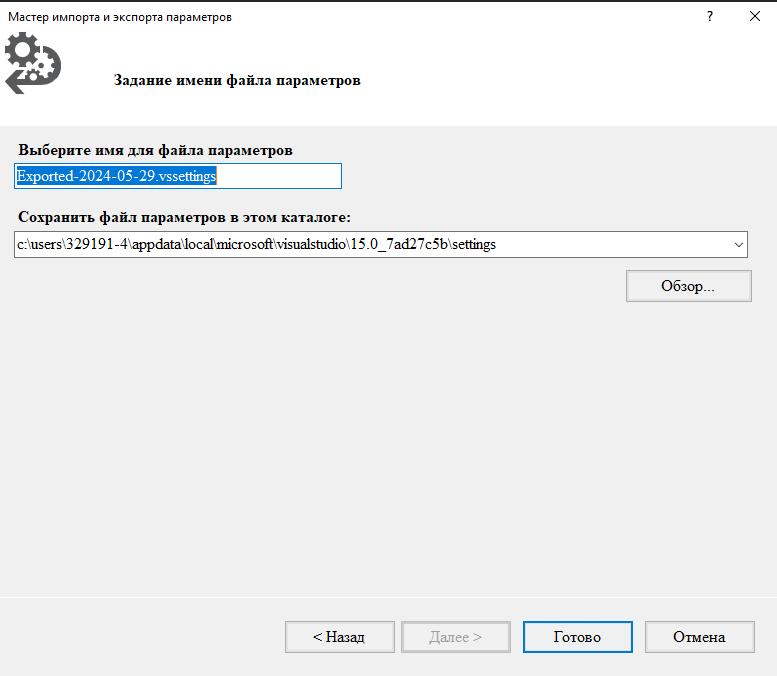 Мастер импорта и экспорта параметров
?
Задание имени файла параметров
Выберите имя для файла параметров
Exported-2024-05-29.vssettings
Сохранить файл параметров в этом каталоге:
c:\users\329191-4\appdata\local\microsoft\visualstudio\15.0_7ad27c5b\settings
Обзор...
< Назад
Далее >
Готово
Отмена